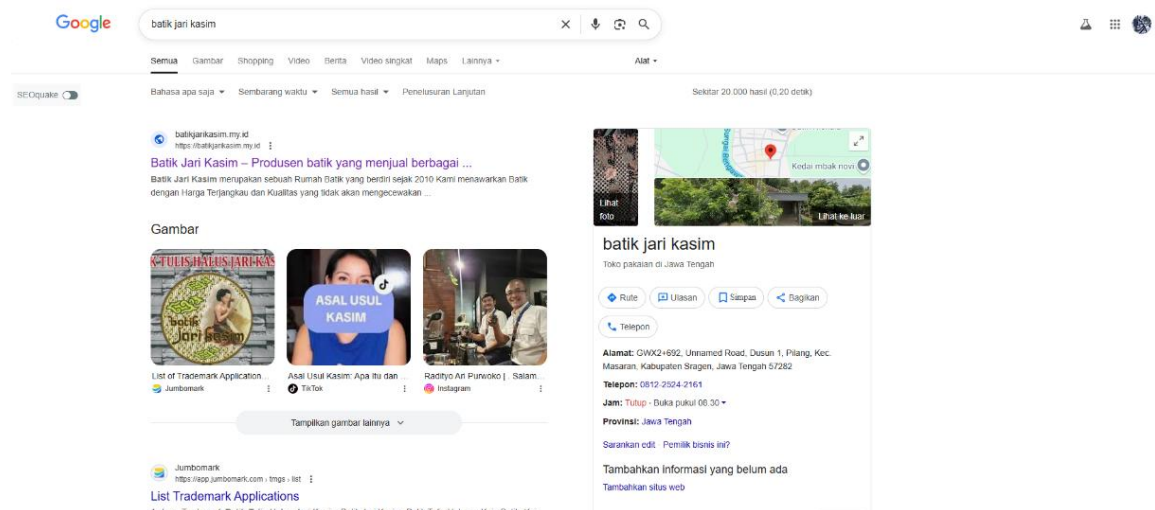 Google
batik jari kasim
Semua Gambar Shopping Video Berita Video singkat Maps Lainnya
Alat
SEOquake
Bahasa apa saja Sembarang waktu Semua hasil Penelusuran Lanjutan
Sekitar 20.000 hasil (0,20 detik)
batikjarikasim.my.id
https://batikjarikasim.my.id
Batik Jari Kasim – Produsen batik yang menjual berbagai ...
Batik Jari Kasim merupakan sebuah Rumah Batik yang berdiri sejak 2010 Kami menawarkan Batik
dengan Harga Terjangkau dan Kualitas yang tidak akan mengecewakan ...
Gambar
K TULIS HALUS JARI KAS
batik
Jari Kasim
ASAL USUL
KASIM
List of Trademark Application...
Jumbomark
Asal Usul Kasim: Apa Itu dan ...
TikTok
Radityo Ari Purwoko | . Salam...
Instagram
Tampilkan gambar lainnya
Jumbomark
https://app.jumbomark.com › tmgs › list
List Trademark Applications
Kedai mbak novi
Lihat
foto
Lihat ke luar
batik jari kasim
Toko pakaian di Jawa Tengah
Rute Ulasan Simpan Bagikan
Telepon
Alamat: GWX2+692, Unnamed Road, Dusun 1, Pilang, Kec.
Masaran, Kabupaten Sragen, Jawa Tengah 57282
Telepon: 0812-2524-2161
Jam: Tutup · Buka pukul 08.30
Provinsi: Jawa Tengah
Sarankan edit · Pemilik bisnis ini?
Tambahkan informasi yang belum ada
Tambahkan situs web